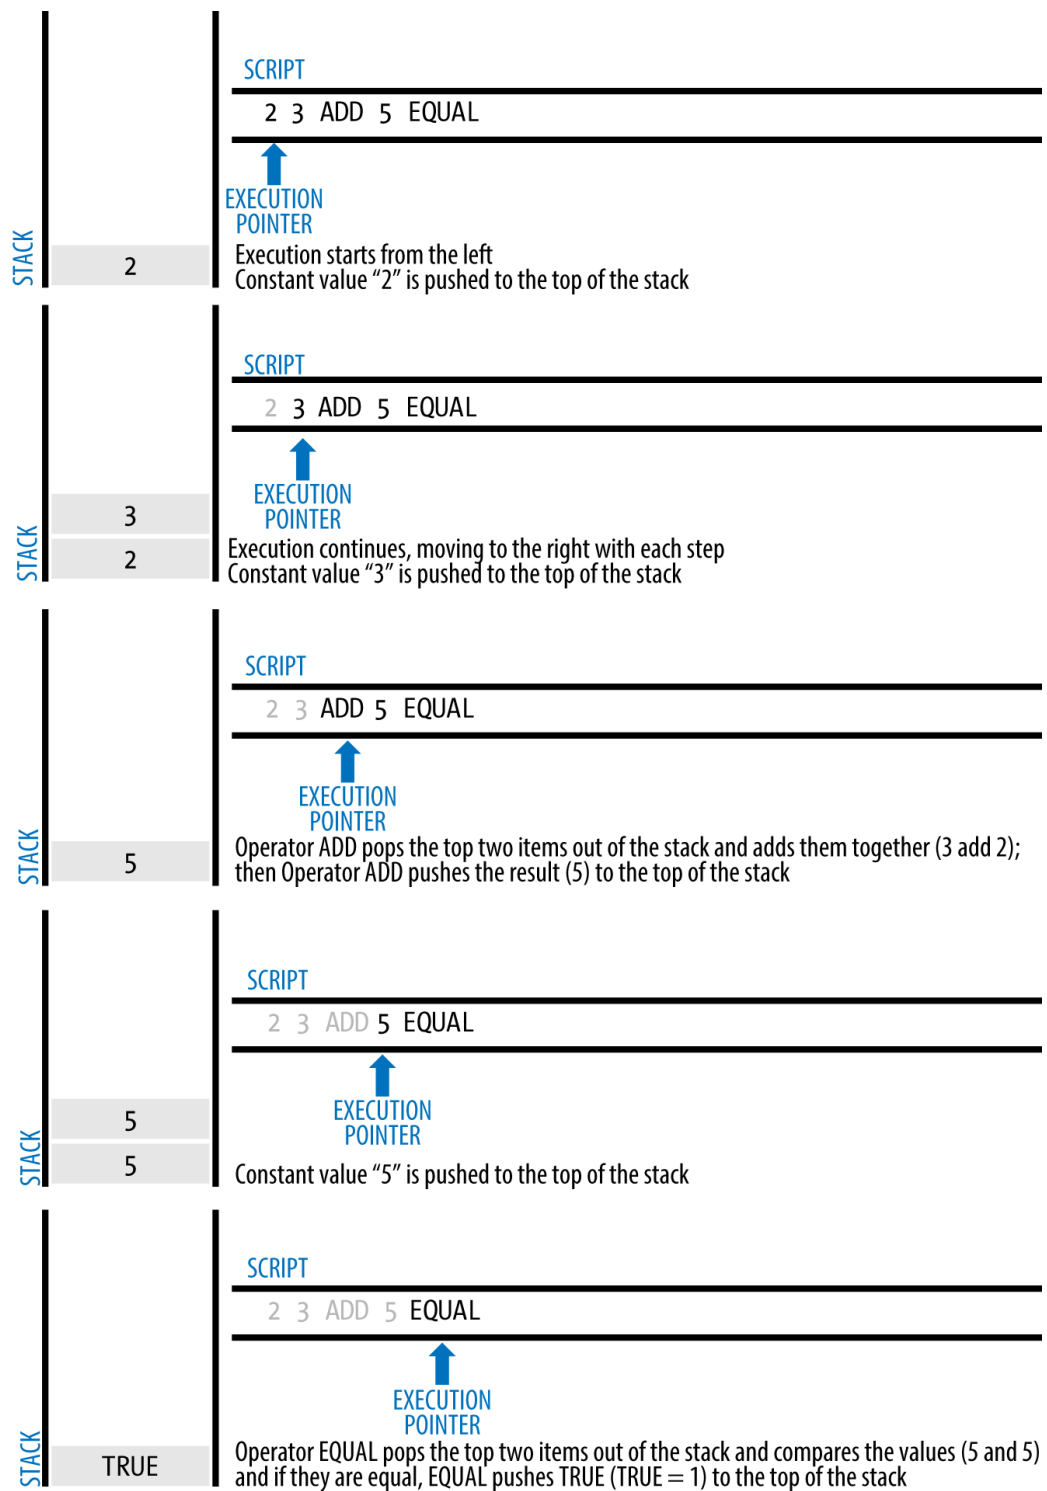 SCRIPT
2 3 ADD 5 EQUAL
EXECUTION
POINTER
STACK
2
Execution starts from the left
Constant value “2” is pushed to the top of the stack
SCRIPT
2 3 ADD 5 EQUAL
EXECUTION
POINTER
STACK
3
2
Execution continues, moving to the right with each step
Constant value “3” is pushed to the top of the stack
SCRIPT
2 3 ADD 5 EQUAL
EXECUTION
POINTER
STACK
5
Operator ADD pops the top two items out of the stack and adds them together (3 add 2);
then Operator ADD pushes the result (5) to the top of the stack
SCRIPT
2 3 ADD 5 EQUAL
EXECUTION
POINTER
STACK
5
5
Constant value “5” is pushed to the top of the stack
SCRIPT
2 3 ADD 5 EQUAL
EXECUTION
POINTER
STACK
TRUE
Operator EQUAL pops the top two items out of the stack and compares the values (5 and 5)
and if they are equal, EQUAL pushes TRUE (TRUE = 1) to the top of the stack